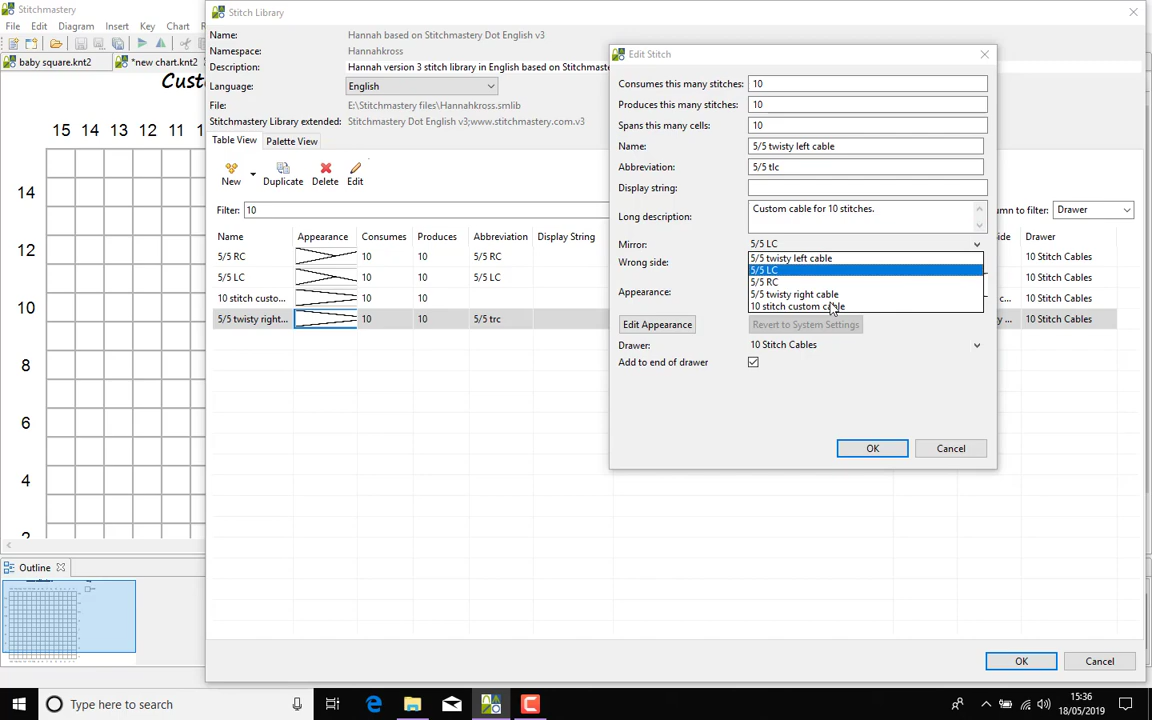 Stitchmastery
File Edit Diagram Insert Key Chart
baby square.knt2
*new chart.knt2
15 14 13 12 11
14
12
10
8
6
4
2
Outline
Stitch Library
Name: Hannah based on Stitchmastery Dot English v3
Namespace: Hannahkross
Description: Hannah version 3 stitch library in English based on Stitchmaste
Language: English
File: E:\Stitchmastery files\Hannahkross.smlib
Stitchmastery Library extended: Stitchmastery Dot English v3;www.stitchmastery.com.v3
Table View Palette View
New Duplicate Delete Edit
Filter: 10
Drawer
Name Appearance Consumes Produces Abbreviation Display String Drawer
5/5 RC 10 10 5/5 RC 10 Stitch Cables
5/5 LC 10 10 5/5 LC 10 Stitch Cables
10 stitch custo... 10 10 10 Stitch Cables
5/5 twisty right... 10 10 5/5 trc 10 Stitch Cables
OK Cancel
Edit Stitch
Consumes this many stitches: 10
Produces this many stitches: 10
Spans this many cells: 10
Name: 5/5 twisty left cable
Abbreviation: 5/5 tlc
Display string:
Long description: Custom cable for 10 stitches.
Mirror: 5/5 LC
Wrong side:
5/5 twisty left cable
5/5 LC
5/5 RC
5/5 twisty right cable
10 stitch custom cable
Appearance:
Edit Appearance Revert to System Settings
Drawer: 10 Stitch Cables
Add to end of drawer
OK Cancel
Type here to search
15:36
18/05/2019